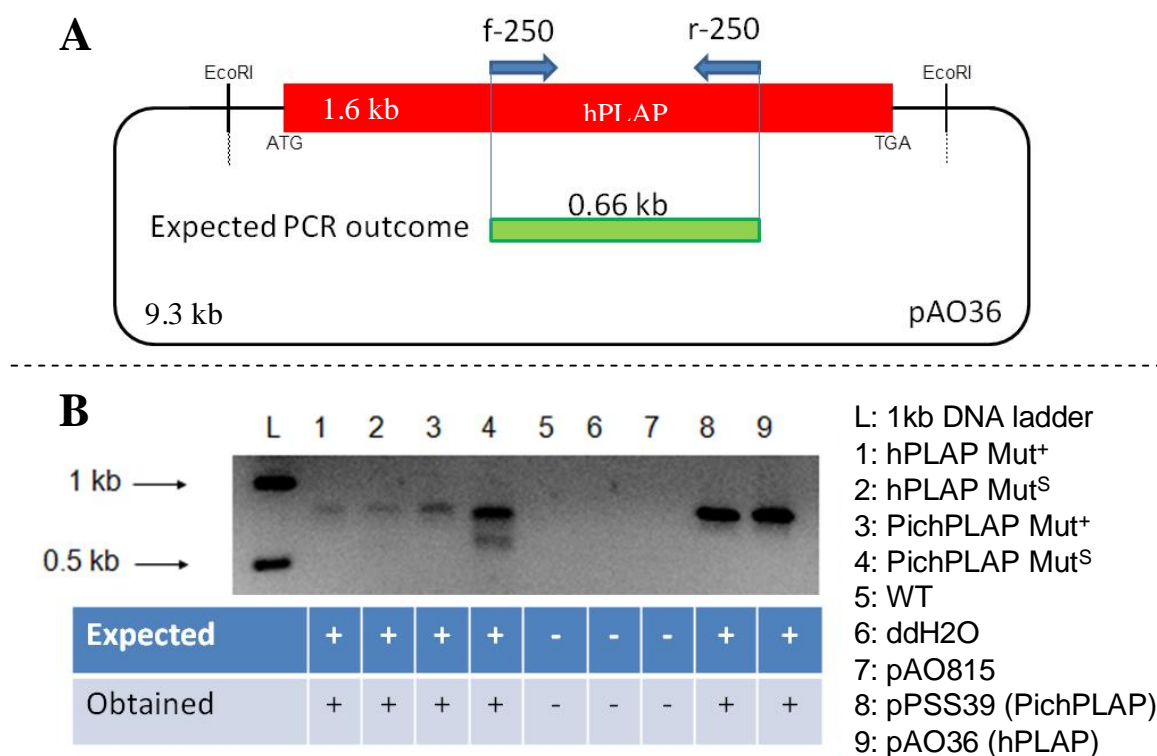 A
f-250
r-250
EcoRI
EcoRI
1.6 kb
hPLAP
ATG
TGA
0.66 kb
Expected PCR outcome
9.3 kb
pAO36
B
L 1 2 3 4 5 6 7 8 9
1 kb
0.5 kb
Expected + + + + - - - + +
Obtained + + + + - - - + +
L: 1kb DNA ladder
1: hPLAP Mut⁺
2: hPLAP Mutˢ
3: PichPLAP Mut⁺
4: PichPLAP Mutˢ
5: WT
6: ddH2O
7: pAO815
8: pPSS39 (PichPLAP)
9: pAO36 (hPLAP)